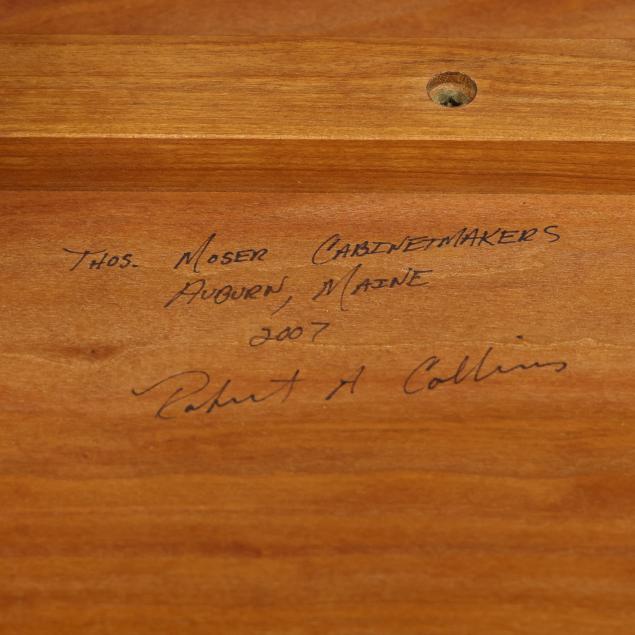 THOS. MOSER CABINETMAKERS
AUBURN, MAINE
2007
Robert A Collins